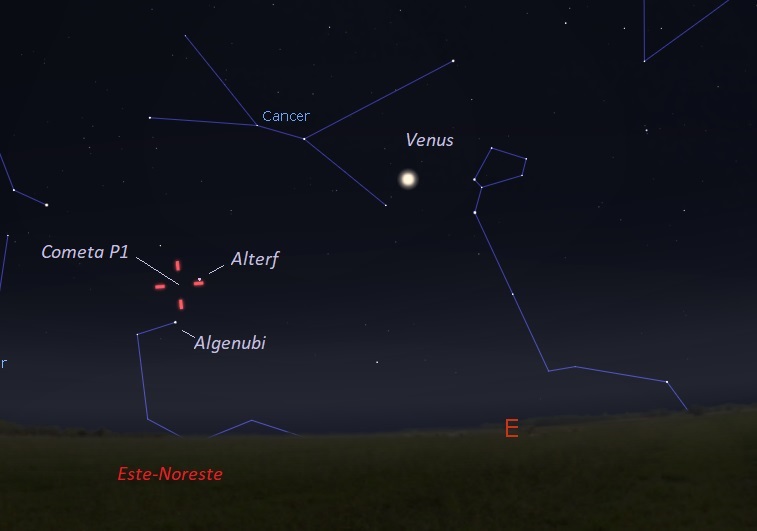 Cancer
Venus
Cometa P1
Alterf
Algenubi
r
E
Este-Noreste